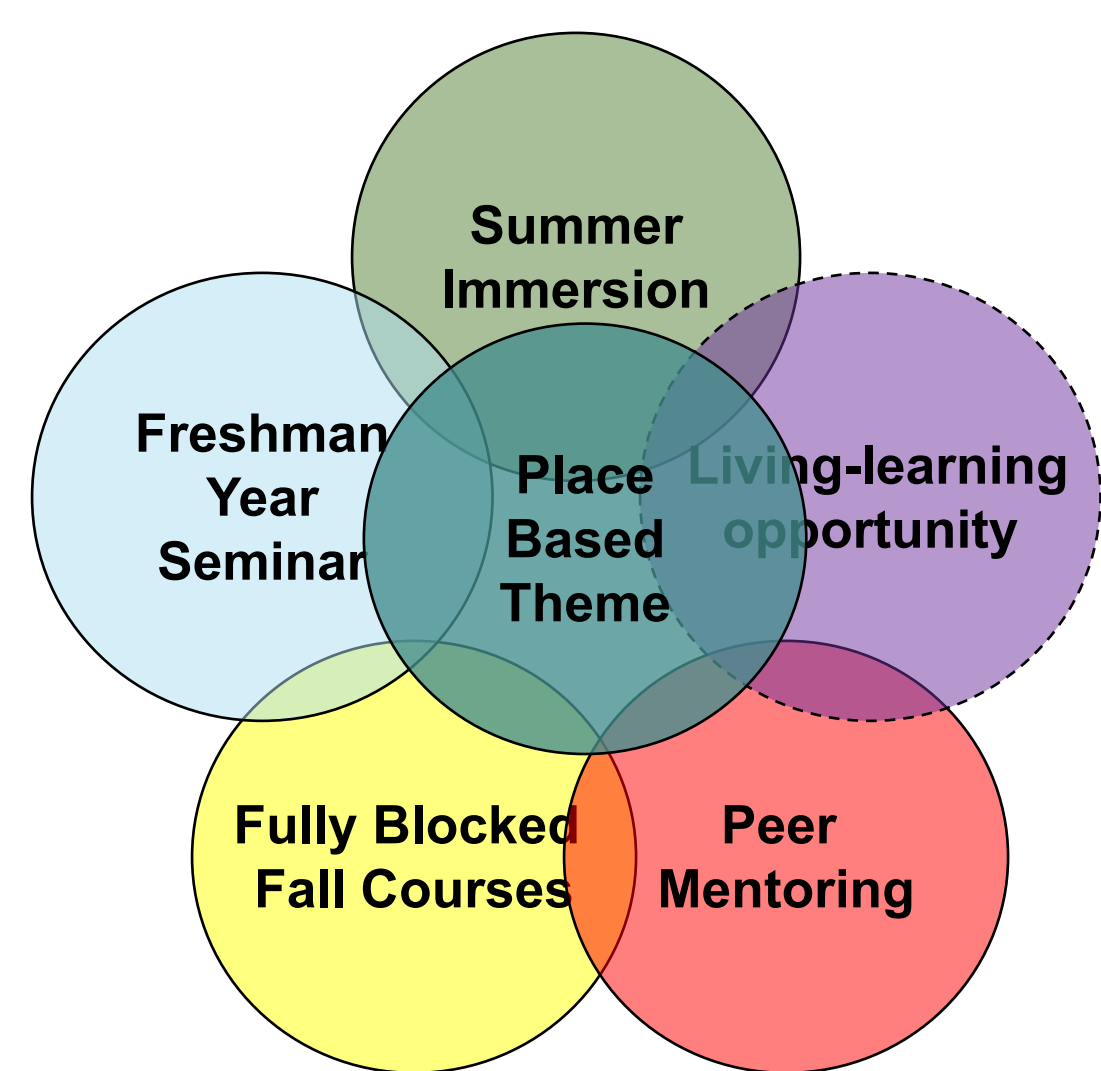 Summer
Immersion
Freshman
Year
Seminar
Place
Based
Theme
Living-learning
opportunity
Fully Blocked
Fall Courses
Peer
Mentoring